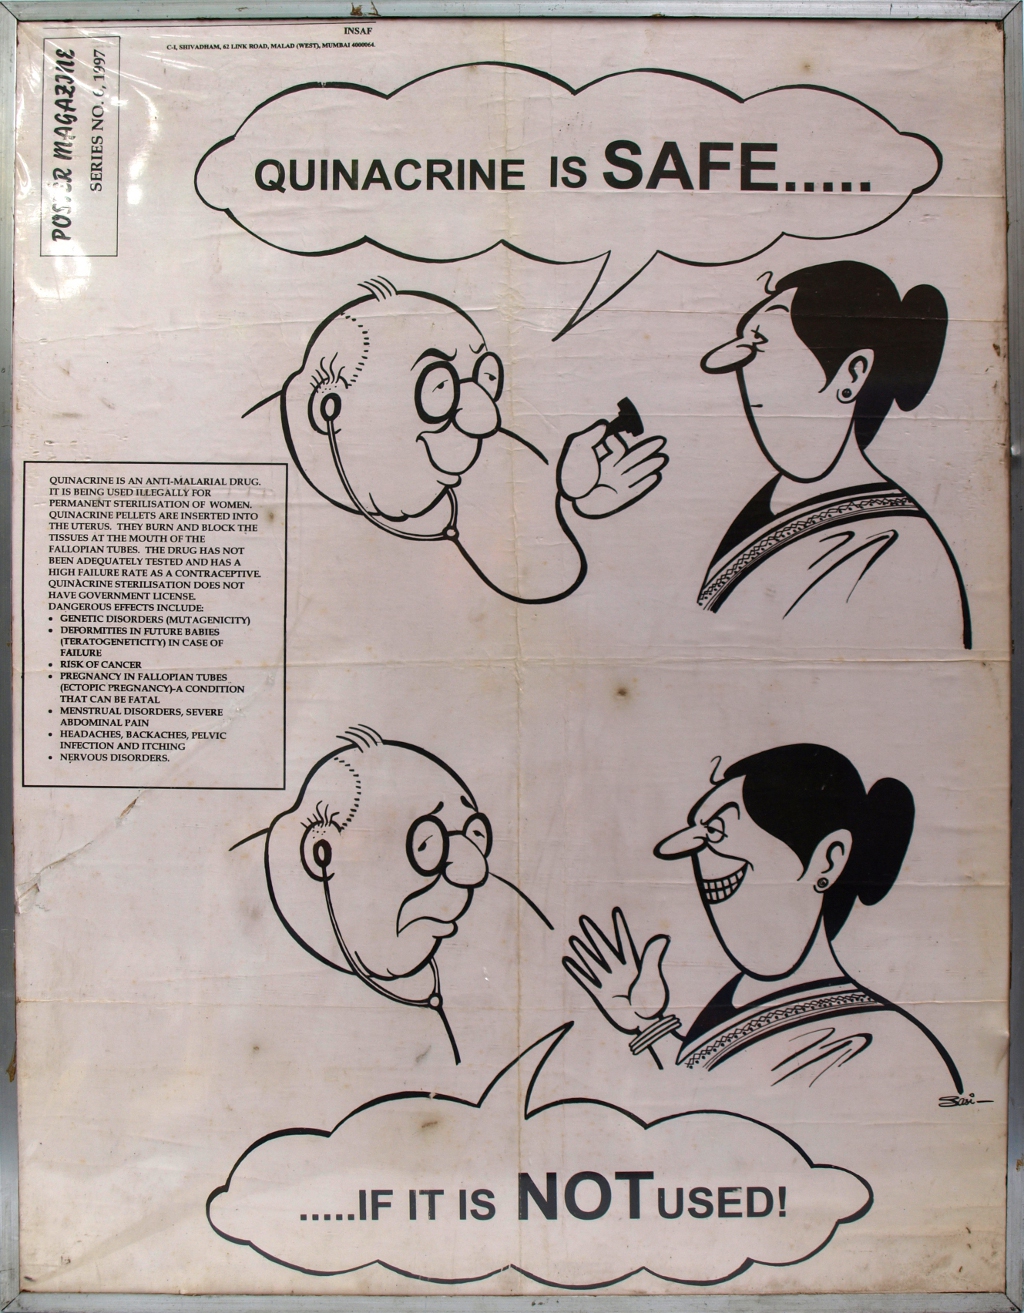 INSAF
C-1, SHIVADHAM, 62 LINK ROAD, MALAD (WEST), MUMBAI 4000064.
POSTER MAGAZINE
SERIES NO. 6, 1997
QUINACRINE IS SAFE.....
QUINACRINE IS AN ANTI-MALARIAL DRUG.
IT IS BEING USED ILLEGALLY FOR
PERMANENT STERILISATION OF WOMEN.
QUINACRINE PELLETS ARE INSERTED INTO
THE UTERUS. THEY BURN AND BLOCK THE
TISSUES AT THE MOUTH OF THE
FALLOPIAN TUBES. THE DRUG HAS NOT
BEEN ADEQUATELY TESTED AND HAS A
HIGH FAILURE RATE AS A CONTRACEPTIVE.
QUINACRINE STERILISATION DOES NOT
HAVE GOVERNMENT LICENSE.
DANGEROUS EFFECTS INCLUDE:
• GENETIC DISORDERS (MUTAGENICITY)
• DEFORMITIES IN FUTURE BABIES
(TERATOGENETICITY) IN CASE OF
FAILURE
• RISK OF CANCER
• PREGNANCY IN FALLOPIAN TUBES
(ECTOPIC PREGNANCY)-A CONDITION
THAT CAN BE FATAL
• MENSTRUAL DISORDERS, SEVERE
ABDOMINAL PAIN
• HEADACHES, BACKACHES, PELVIC
INFECTION AND ITCHING
• NERVOUS DISORDERS.
.....IF IT IS NOT USED!